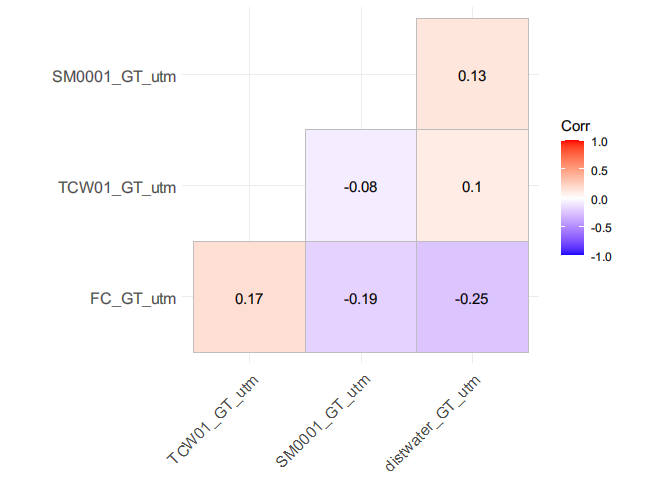 SM0001_GT_utm
0.13
Corr
1.0
0.5
0.0
-0.5
-1.0
TCW01_GT_utm
-0.08
0.1
FC_GT_utm
0.17
-0.19
-0.25
TCW01_GT_utm
SM0001_GT_utm
distwater_GT_utm